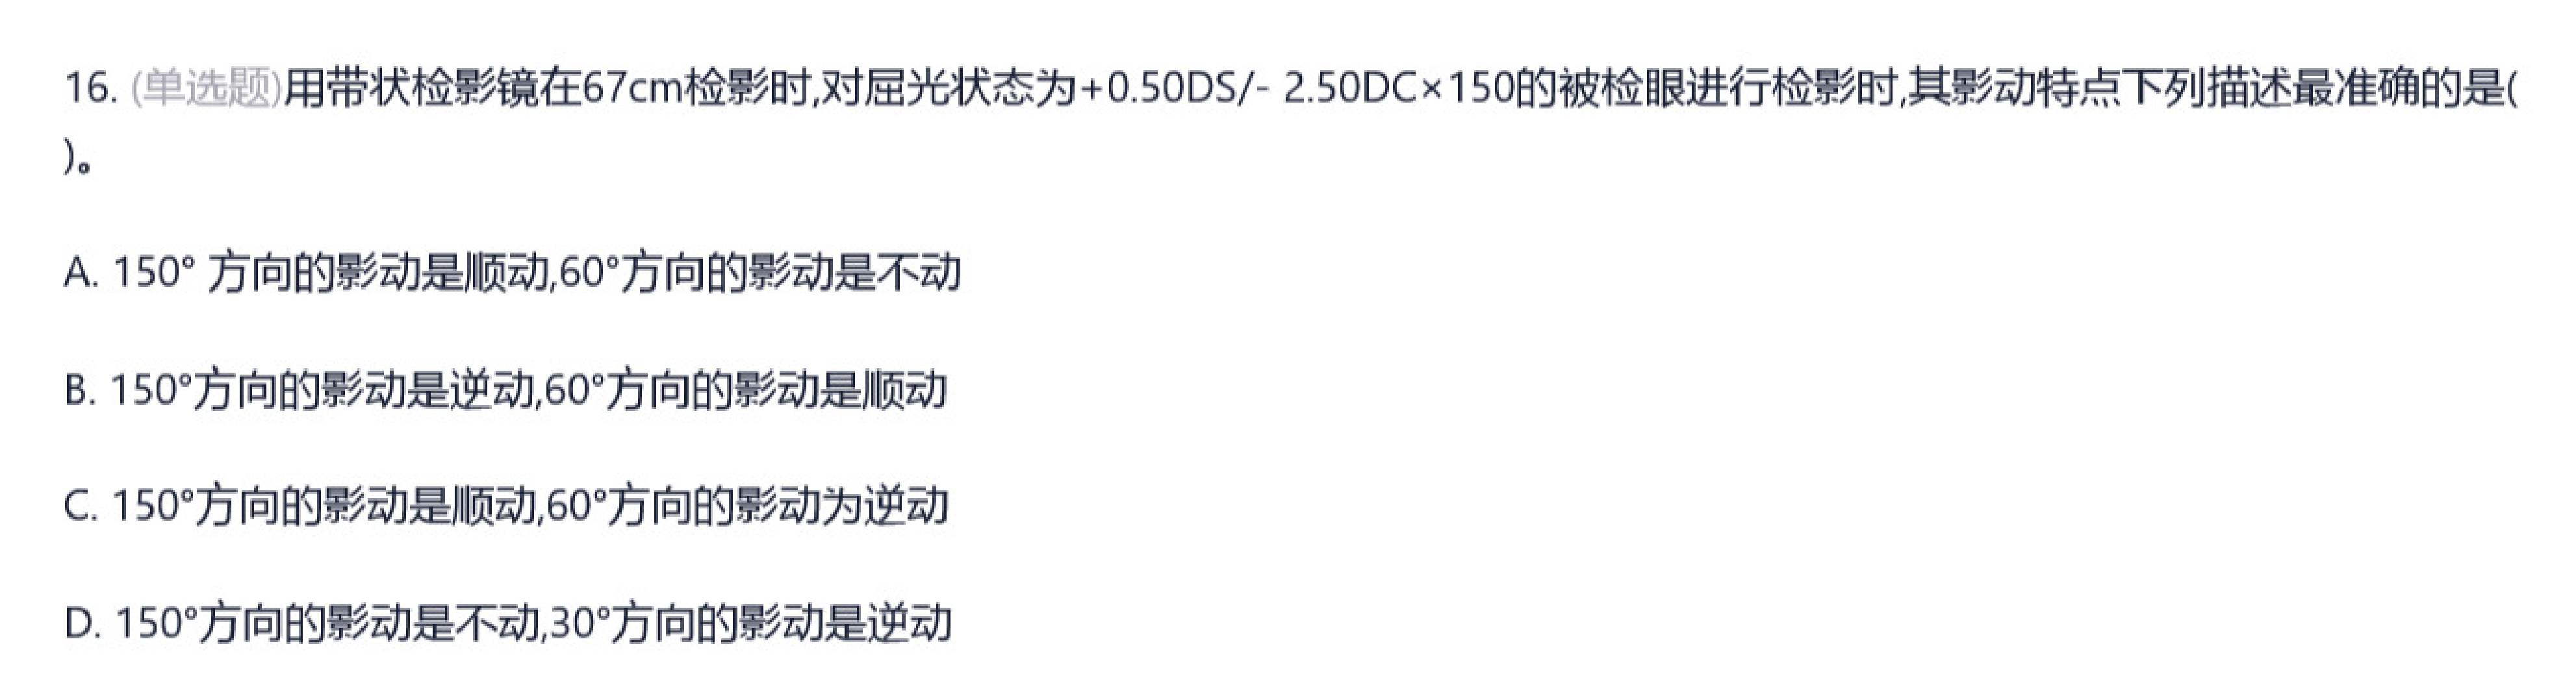 16. (单选题)用带状检影镜在67cm检影时,对屈光状态为+0.50DS/- 2.50DC×150的被检眼进行检影时,其影动特点下列描述最准确的是(
)。
A. 150° 方向的影动是顺动,60°方向的影动是不动
B. 150°方向的影动是逆动,60°方向的影动是顺动
C. 150°方向的影动是顺动,60°方向的影动为逆动
D. 150°方向的影动是不动,30°方向的影动是逆动